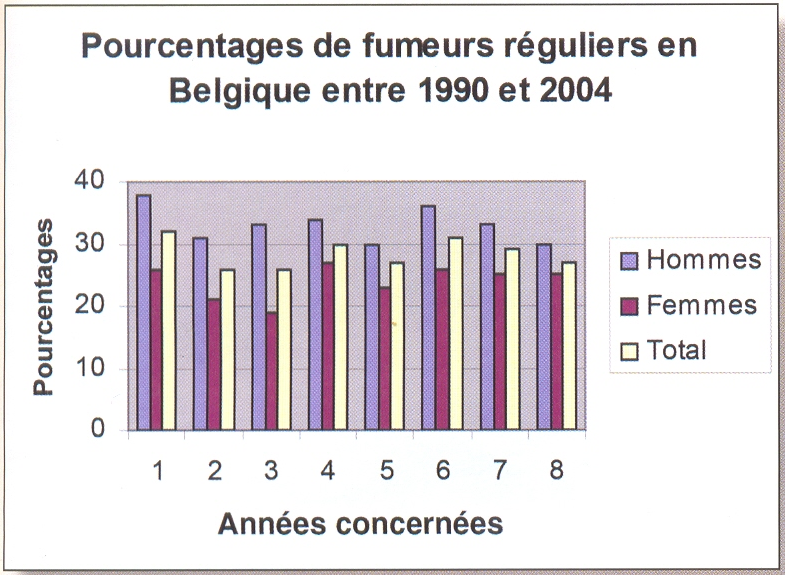 Pourcentages de fumeurs réguliers en
Belgique entre 1990 et 2004
Pourcentages
40
30
20
10
0
1 2 3 4 5 6 7 8
Années concernées
Hommes
Femmes
Total